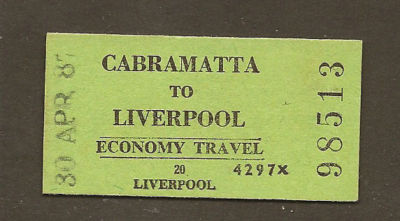 30 APR 87
CABRAMATTA
TO
LIVERPOOL
ECONOMY TRAVEL
20 4297X
LIVERPOOL
98513